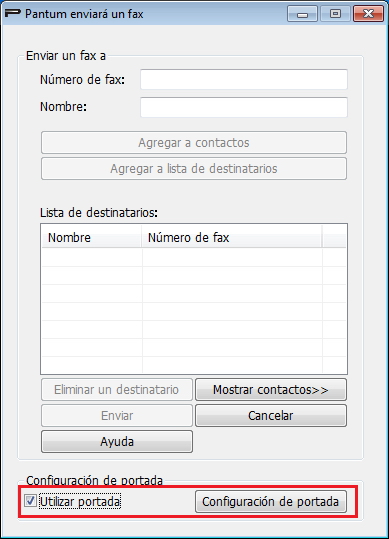 Pantum enviará un fax
Enviar un fax a
Número de fax:
Nombre:
Agregar a contactos
Agregar a lista de destinatarios
Lista de destinatarios:
Nombre Número de fax
Eliminar un destinatario Mostrar contactos>>
Enviar Cancelar
Ayuda
Configuración de portada
Utilizar portada Configuración de portada